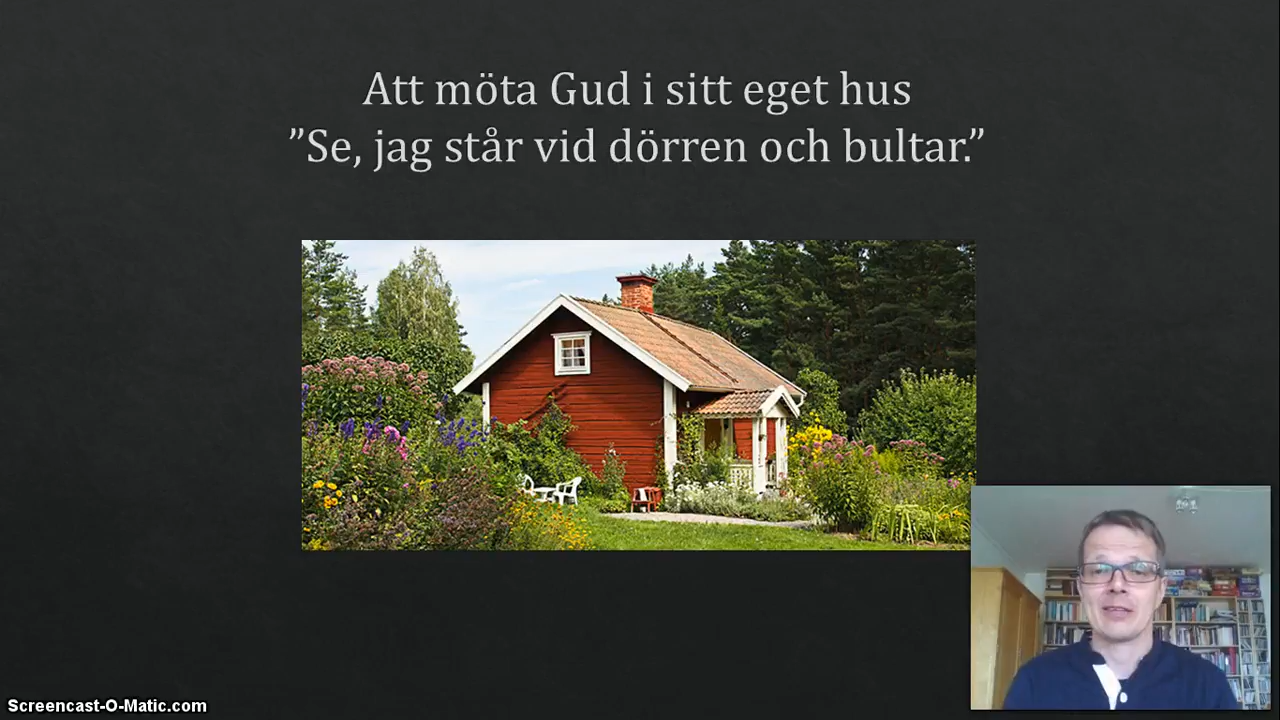 Att möta Gud i sitt eget hus
”Se, jag står vid dörren och bultar.”
Screencast-O-Matic.com